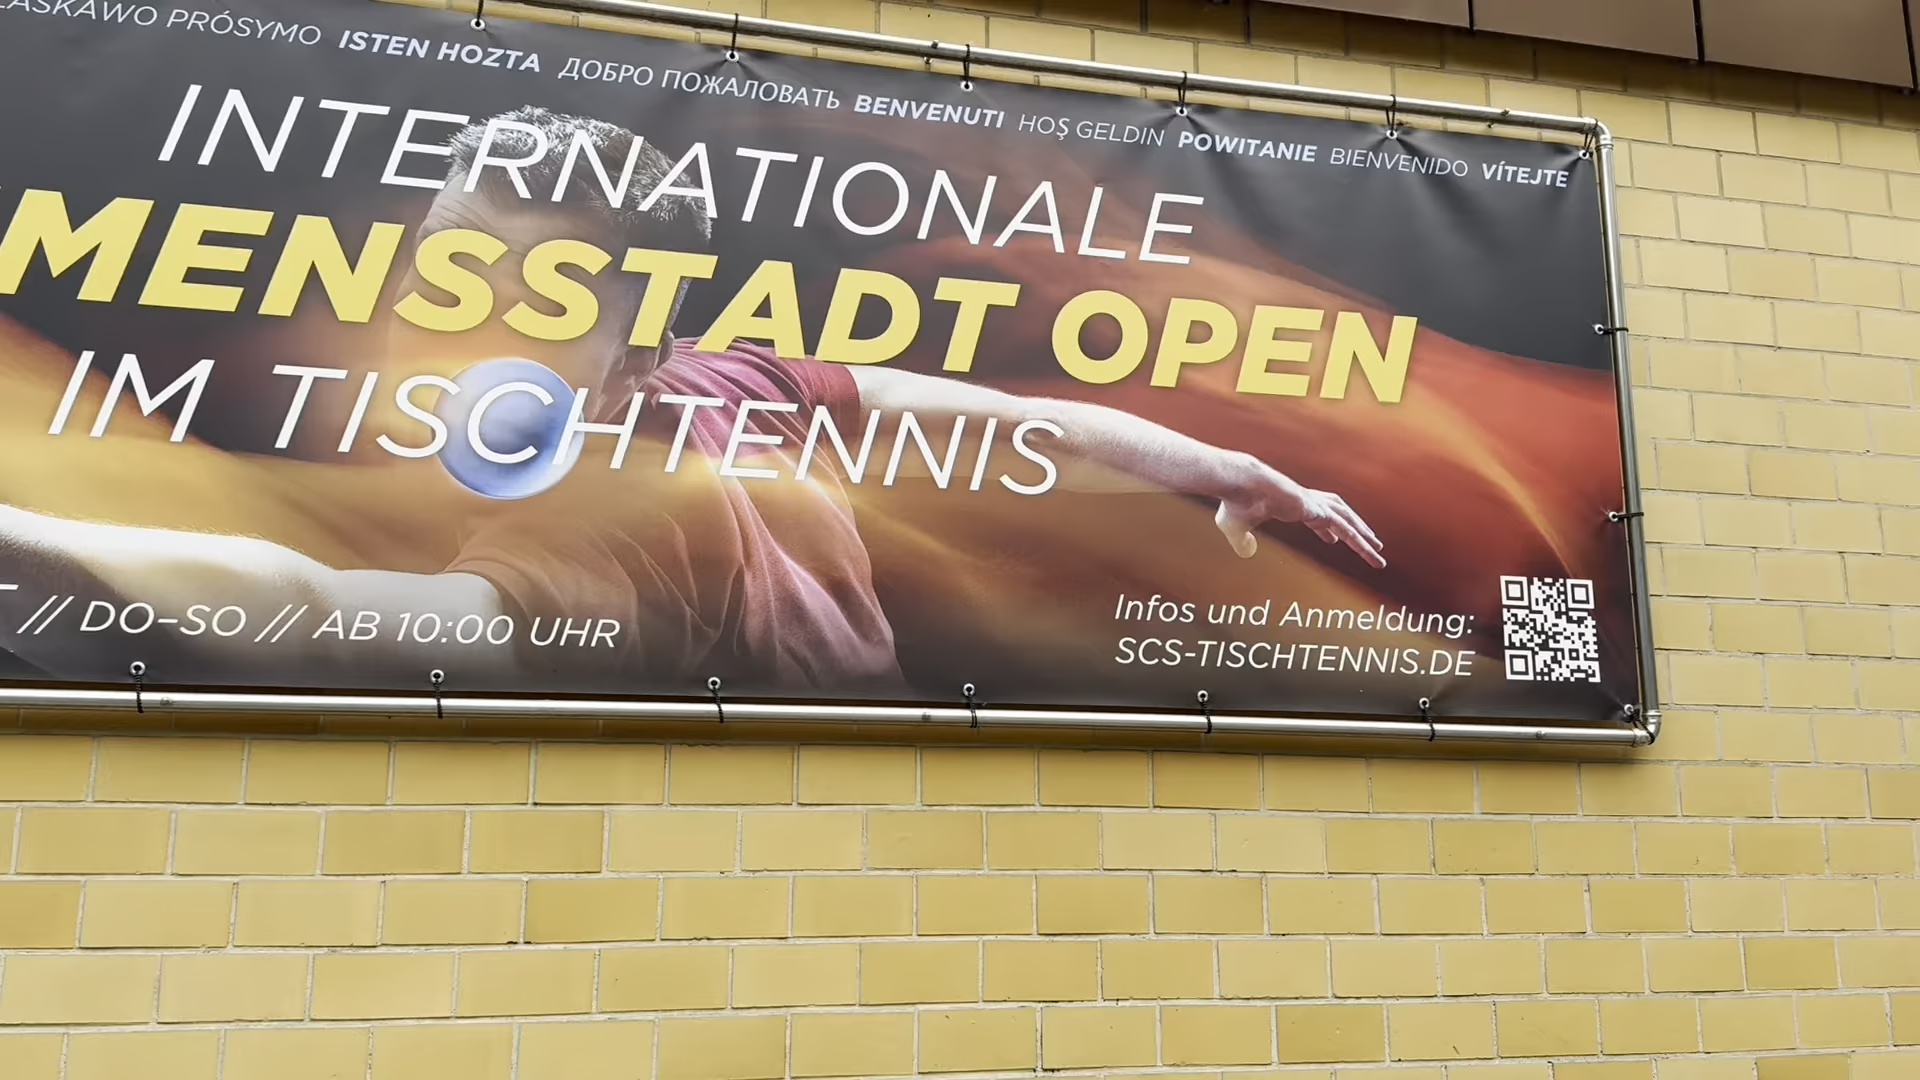 ŁASKAWO PRÓSYMO ISTEN HOZTA ДОБРО ПОЖАЛОВАТЬ BENVENUTI HOŞ GELDIN POWITANIE BIENVENIDO VÍTEJTE
INTERNATIONALE
MENSSTADT OPEN
IM TISCHTENNIS
// DO–SO // AB 10:00 UHR
Infos und Anmeldung:
SCS-TISCHTENNIS.DE